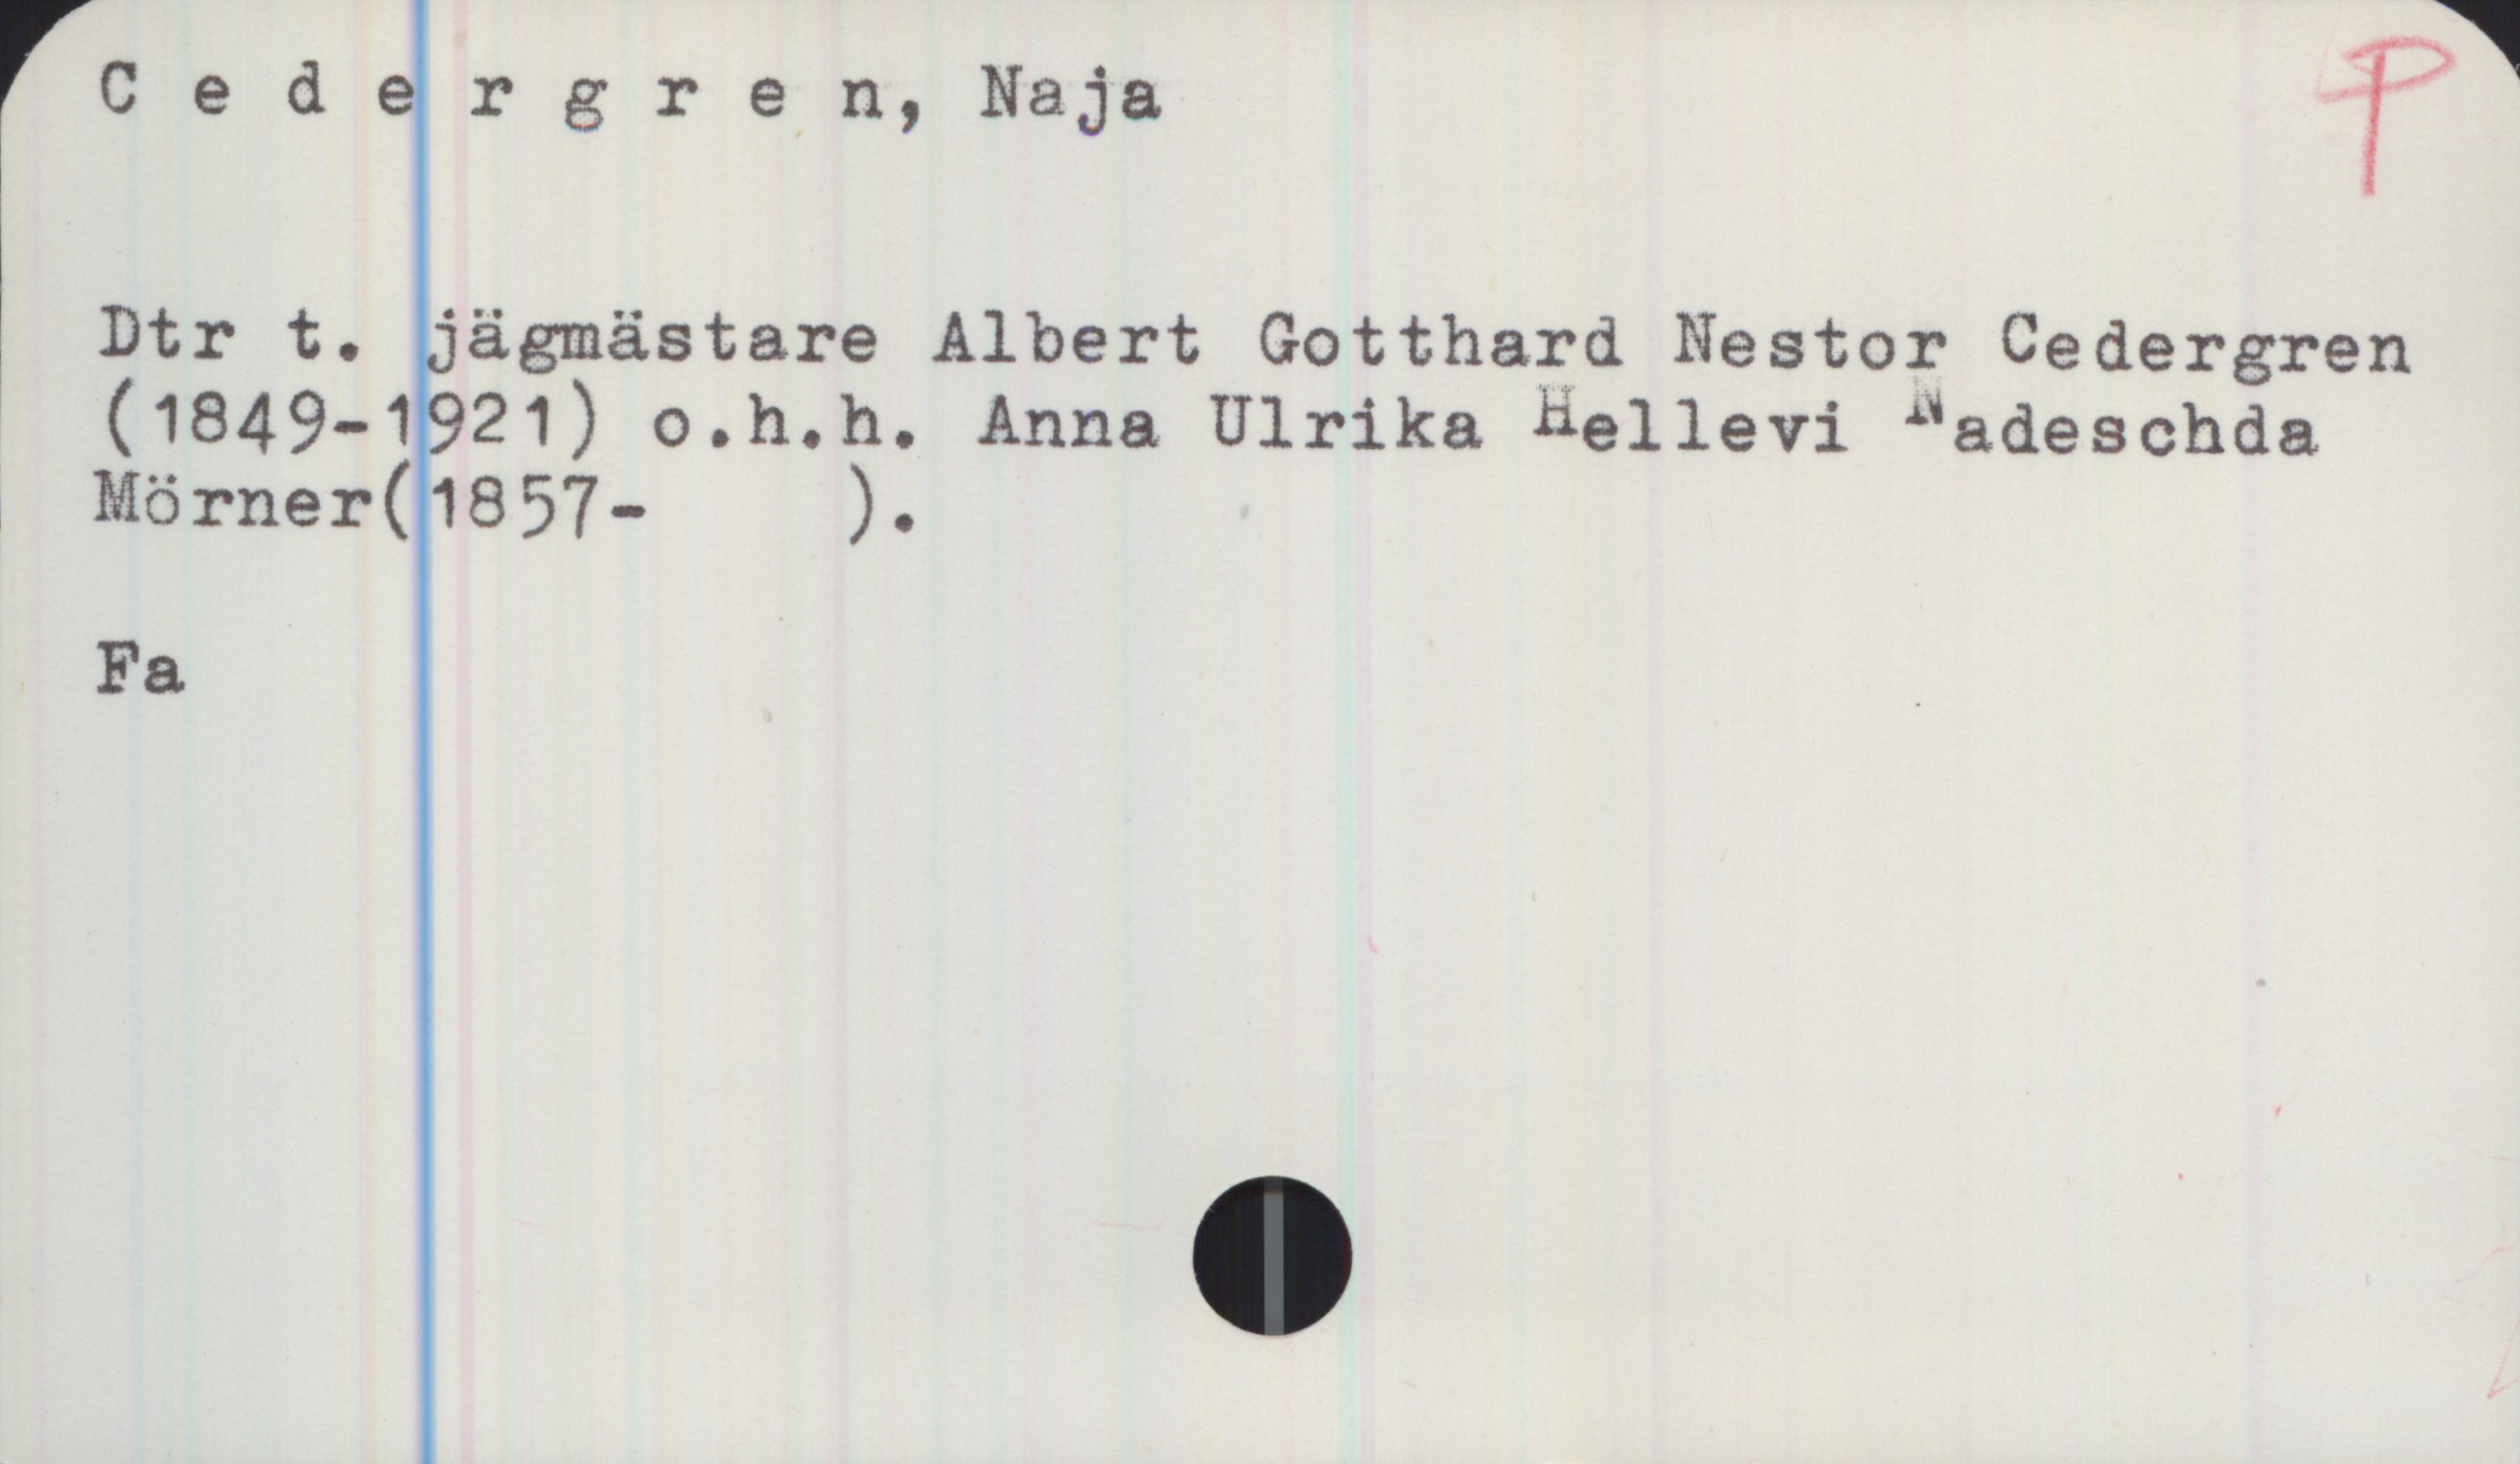 C e d e r g r e n, Naja
P
Dtr t. jägmästare Albert Gotthard Nestor Cedergren
(1849-1921) o.h.h. Anna Ulrika Hellevi Nadeschda
Mörner(1857-    ).
Fa